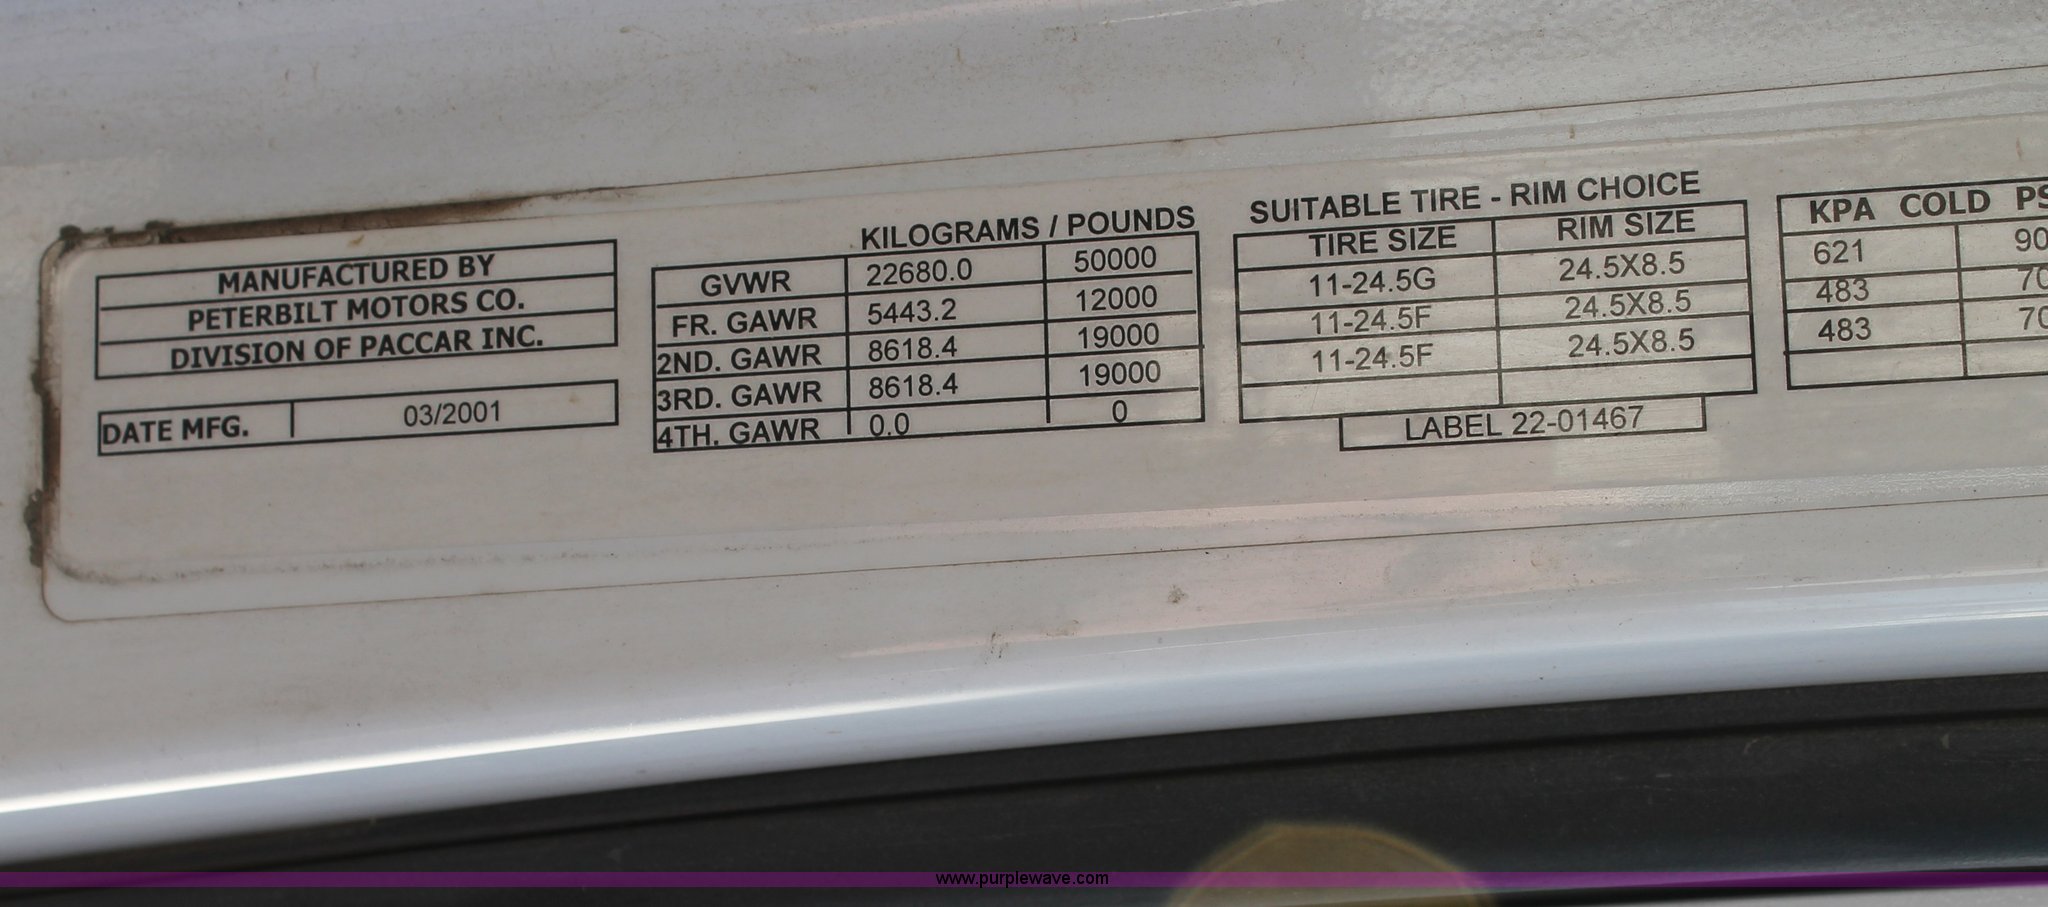 MANUFACTURED BY
PETERBILT MOTORS CO.
DIVISION OF PACCAR INC.
DATE MFG. 03/2001
KILOGRAMS / POUNDS
GVWR 22680.0 50000
FR. GAWR 5443.2 12000
2ND. GAWR 8618.4 19000
3RD. GAWR 8618.4 19000
4TH. GAWR 0.0 0
SUITABLE TIRE - RIM CHOICE
TIRE SIZE RIM SIZE
11-24.5G 24.5X8.5
11-24.5F 24.5X8.5
11-24.5F 24.5X8.5
LABEL 22-01467
KPA COLD PS
621 90
483 70
483 70
www.purplewave.com